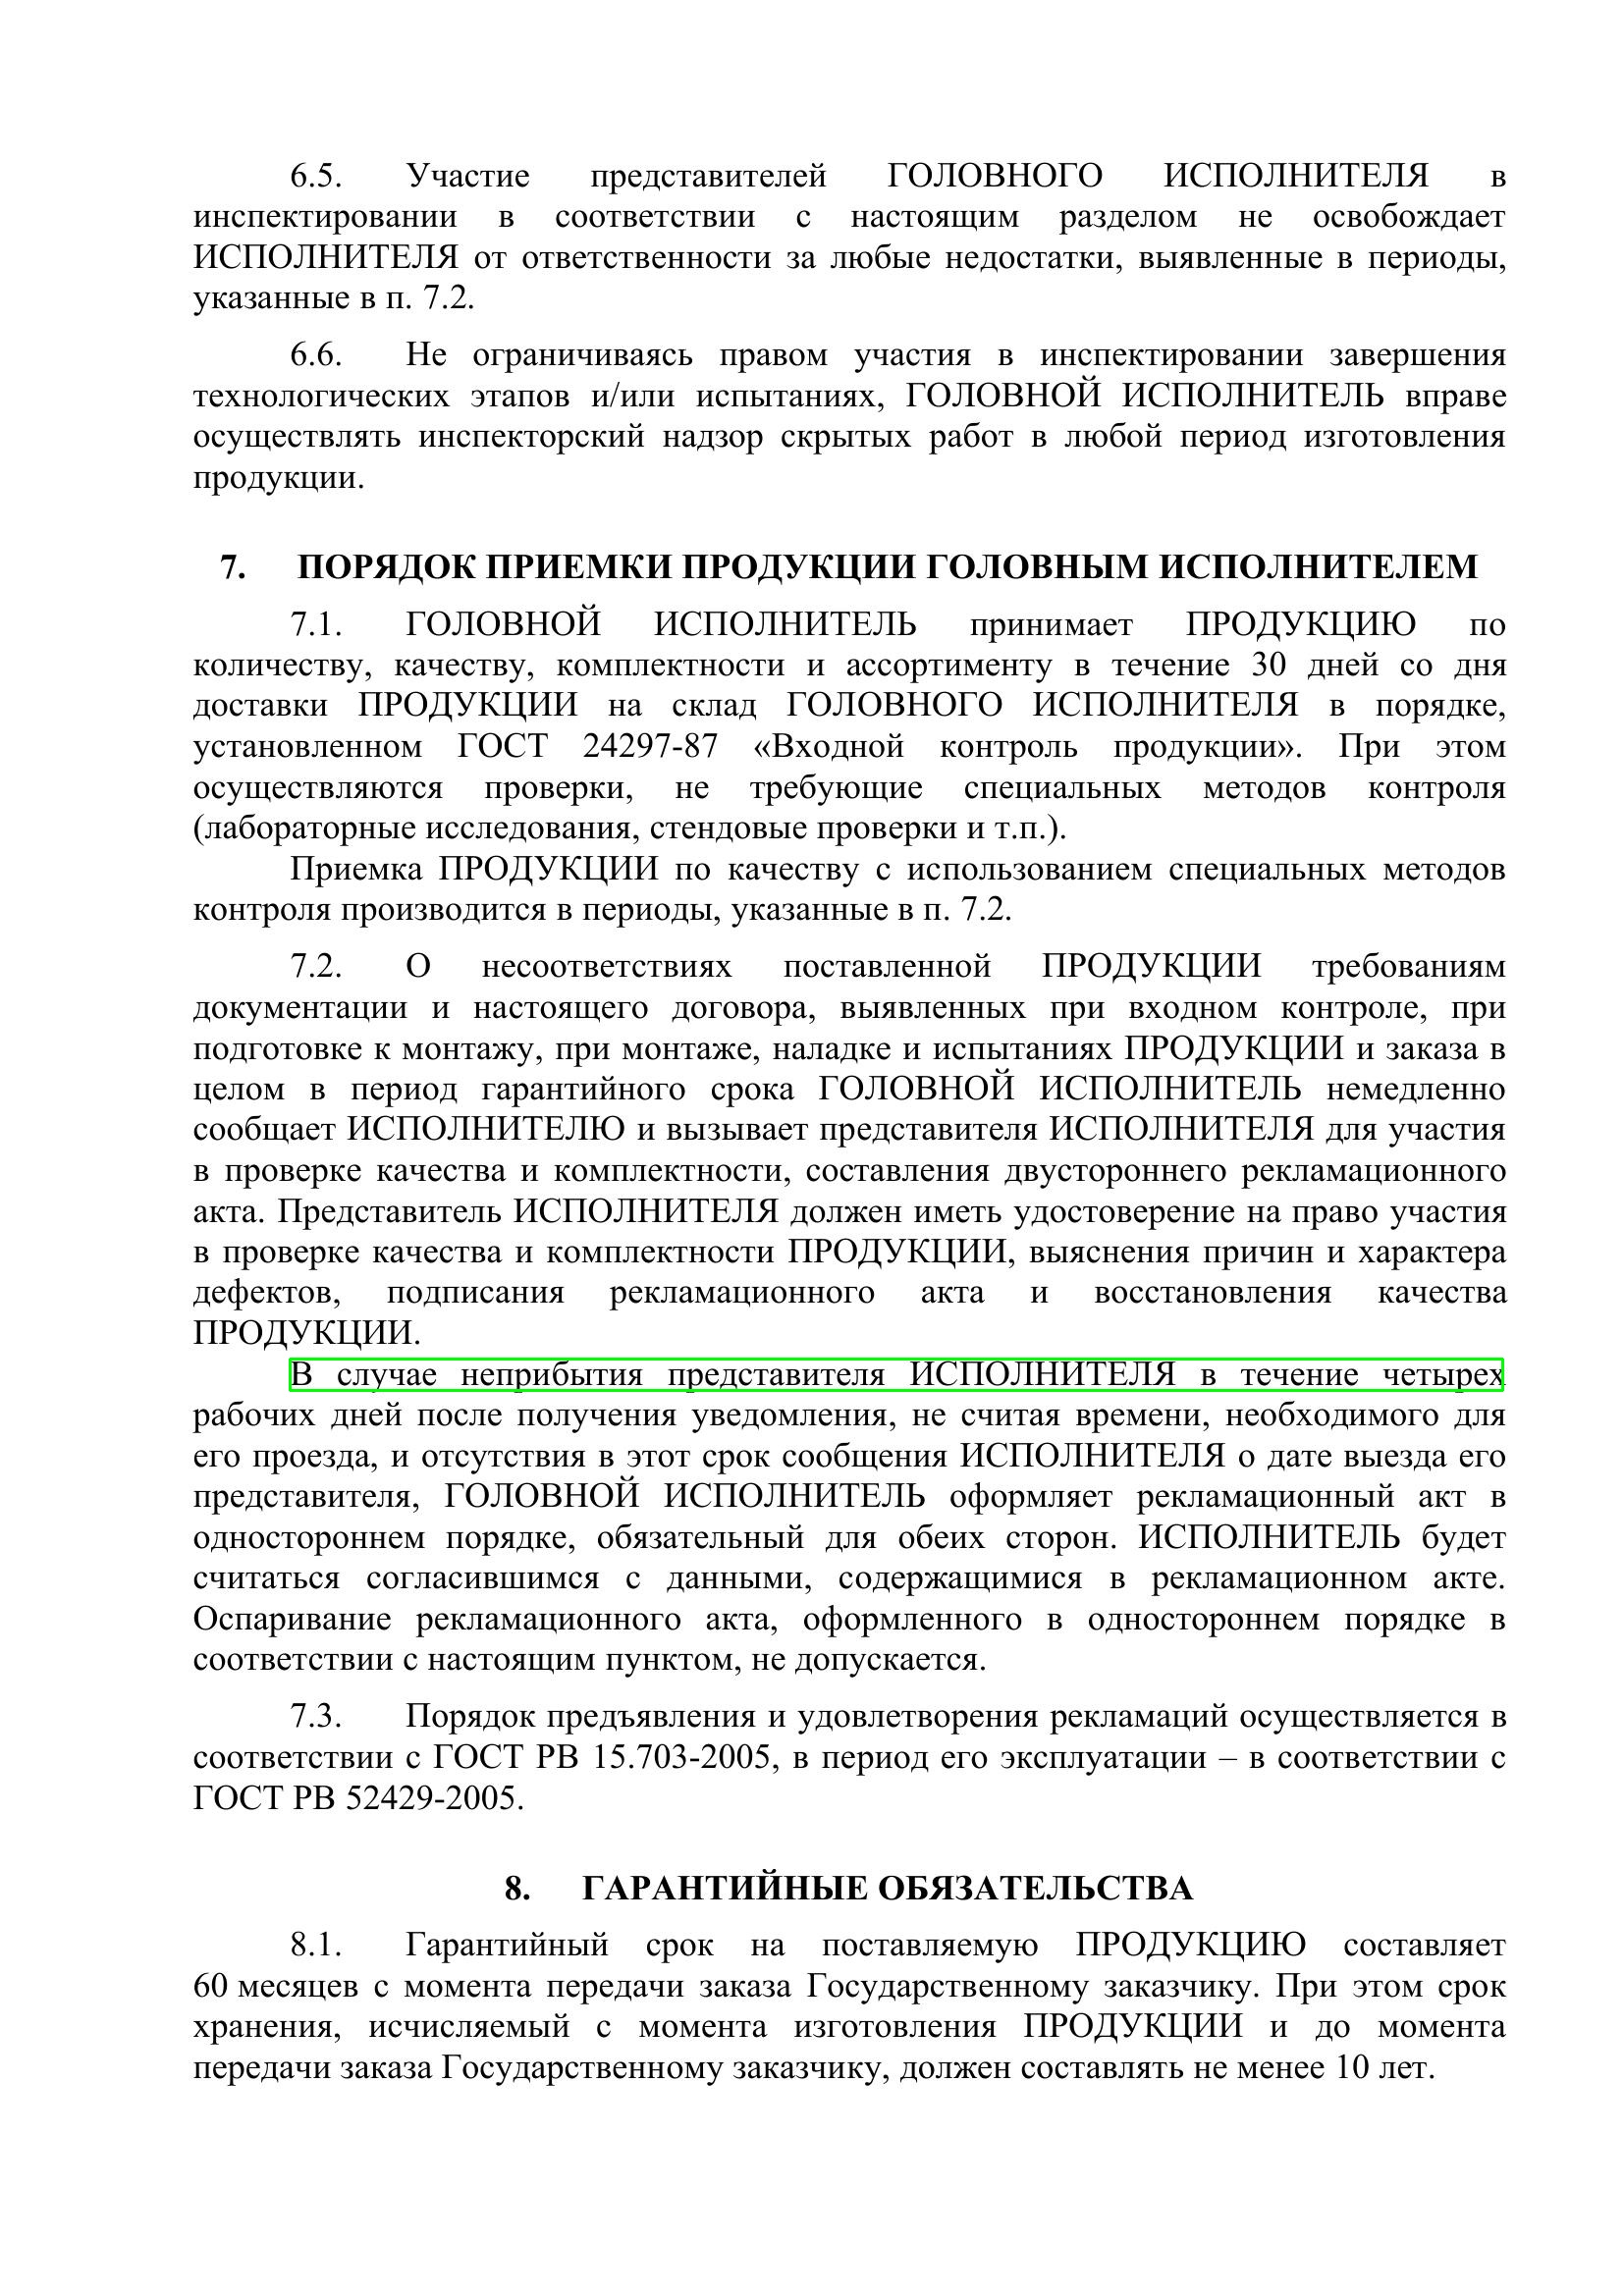 6.5. Участие представителей ГОЛОВНОГО ИСПОЛНИТЕЛЯ в
инспектировании в соответствии с настоящим разделом не освобождает
ИСПОЛНИТЕЛЯ от ответственности за любые недостатки, выявленные в периоды,
указанные в п. 7.2.
6.6. Не ограничиваясь правом участия в инспектировании завершения
технологических этапов и/или испытаниях, ГОЛОВНОЙ ИСПОЛНИТЕЛЬ вправе
осуществлять инспекторский надзор скрытых работ в любой период изготовления
продукции.
7. ПОРЯДОК ПРИЕМКИ ПРОДУКЦИИ ГОЛОВНЫМ ИСПОЛНИТЕЛЕМ
7.1. ГОЛОВНОЙ ИСПОЛНИТЕЛЬ принимает ПРОДУКЦИЮ по
количеству, качеству, комплектности и ассортименту в течение 30 дней со дня
доставки ПРОДУКЦИИ на склад ГОЛОВНОГО ИСПОЛНИТЕЛЯ в порядке,
установленном ГОСТ 24297-87 «Входной контроль продукции». При этом
осуществляются проверки, не требующие специальных методов контроля
(лабораторные исследования, стендовые проверки и т.п.).
Приемка ПРОДУКЦИИ по качеству с использованием специальных методов
контроля производится в периоды, указанные в п. 7.2.
7.2. О несоответствиях поставленной ПРОДУКЦИИ требованиям
документации и настоящего договора, выявленных при входном контроле, при
подготовке к монтажу, при монтаже, наладке и испытаниях ПРОДУКЦИИ и заказа в
целом в период гарантийного срока ГОЛОВНОЙ ИСПОЛНИТЕЛЬ немедленно
сообщает ИСПОЛНИТЕЛЮ и вызывает представителя ИСПОЛНИТЕЛЯ для участия
в проверке качества и комплектности, составления двустороннего рекламационного
акта. Представитель ИСПОЛНИТЕЛЯ должен иметь удостоверение на право участия
в проверке качества и комплектности ПРОДУКЦИИ, выяснения причин и характера
дефектов, подписания рекламационного акта и восстановления качества
ПРОДУКЦИИ.
В случае неприбытия представителя ИСПОЛНИТЕЛЯ в течение четырех
рабочих дней после получения уведомления, не считая времени, необходимого для
его проезда, и отсутствия в этот срок сообщения ИСПОЛНИТЕЛЯ о дате выезда его
представителя, ГОЛОВНОЙ ИСПОЛНИТЕЛЬ оформляет рекламационный акт в
одностороннем порядке, обязательный для обеих сторон. ИСПОЛНИТЕЛЬ будет
считаться согласившимся с данными, содержащимися в рекламационном акте.
Оспаривание рекламационного акта, оформленного в одностороннем порядке в
соответствии с настоящим пунктом, не допускается.
7.3. Порядок предъявления и удовлетворения рекламаций осуществляется в
соответствии с ГОСТ РВ 15.703-2005, в период его эксплуатации – в соответствии с
ГОСТ РВ 52429-2005.
8. ГАРАНТИЙНЫЕ ОБЯЗАТЕЛЬСТВА
8.1. Гарантийный срок на поставляемую ПРОДУКЦИЮ составляет
60 месяцев с момента передачи заказа Государственному заказчику. При этом срок
хранения, исчисляемый с момента изготовления ПРОДУКЦИИ и до момента
передачи заказа Государственному заказчику, должен составлять не менее 10 лет.